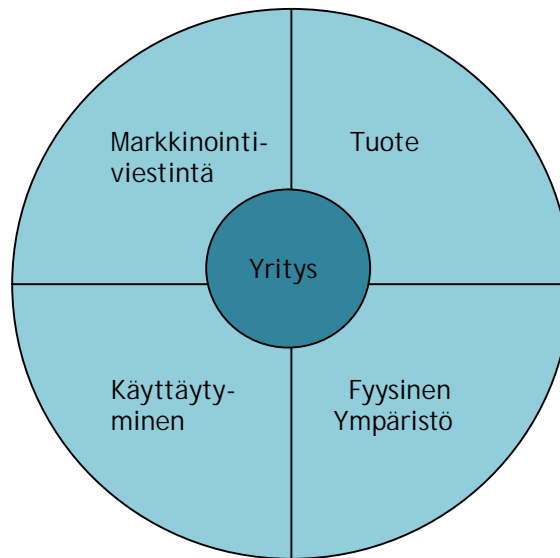 Markkinointi-
viestintä
Tuote
Yritys
Käyttäyty-
minen
Fyysinen
Ympäristö